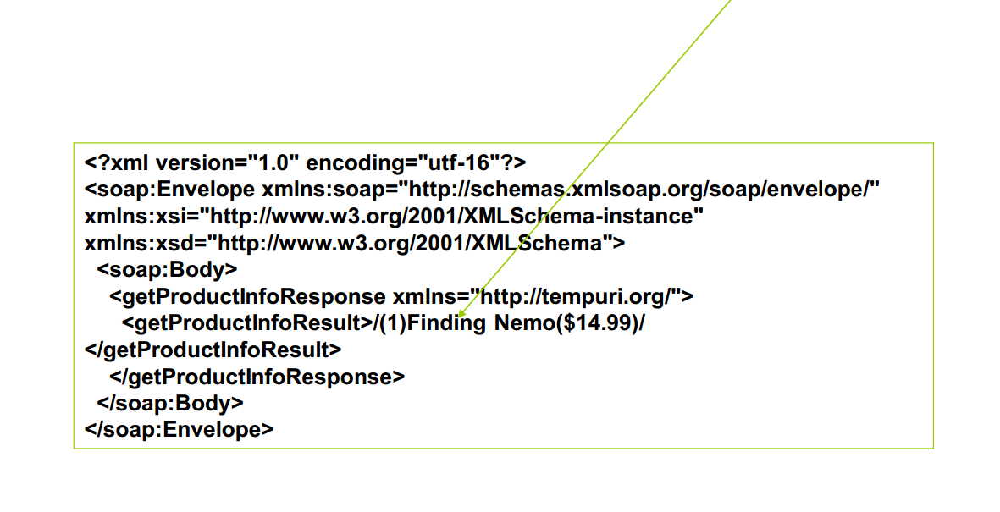 <?xml version="1.0" encoding="utf-16"?>
<soap:Envelope xmlns:soap="http://schemas.xmlsoap.org/soap/envelope/"
xmlns:xsi="http://www.w3.org/2001/XMLSchema-instance"
xmlns:xsd="http://www.w3.org/2001/XMLSchema">
  <soap:Body>
    <getProductInfoResponse xmlns="http://tempuri.org/">
      <getProductInfoResult>/(1)Finding Nemo($14.99)/
</getProductInfoResult>
    </getProductInfoResponse>
  </soap:Body>
</soap:Envelope>